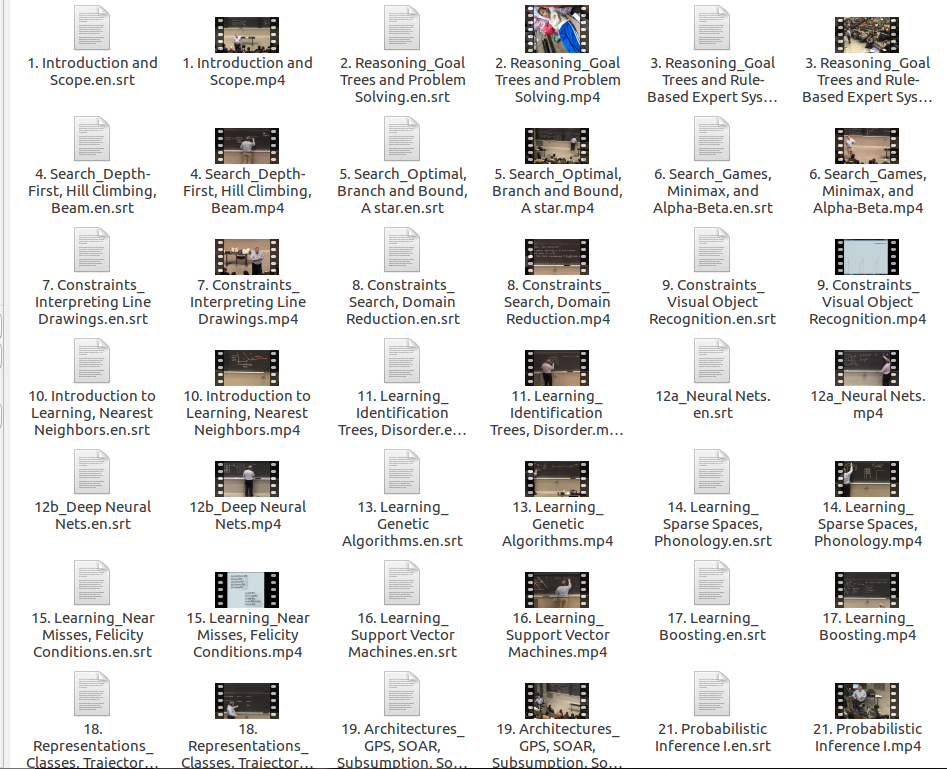 1. Introduction and
Scope.en.srt
1. Introduction and
Scope.mp4
2. Reasoning_Goal
Trees and Problem
Solving.en.srt
2. Reasoning_Goal
Trees and Problem
Solving.mp4
3. Reasoning_Goal
Trees and Rule-
Based Expert Sys…
3. Reasoning_Goal
Trees and Rule-
Based Expert Sys…
4. Search_Depth-
First, Hill Climbing,
Beam.en.srt
4. Search_Depth-
First, Hill Climbing,
Beam.mp4
5. Search_Optimal,
Branch and Bound,
A star.en.srt
5. Search_Optimal,
Branch and Bound,
A star.mp4
6. Search_Games,
Minimax, and
Alpha-Beta.en.srt
6. Search_Games,
Minimax, and
Alpha-Beta.mp4
7. Constraints_
Interpreting Line
Drawings.en.srt
7. Constraints_
Interpreting Line
Drawings.mp4
8. Constraints_
Search, Domain
Reduction.en.srt
8. Constraints_
Search, Domain
Reduction.mp4
9. Constraints_
Visual Object
Recognition.en.srt
9. Constraints_
Visual Object
Recognition.mp4
10. Introduction to
Learning, Nearest
Neighbors.en.srt
10. Introduction to
Learning, Nearest
Neighbors.mp4
11. Learning_
Identification
Trees, Disorder.e…
11. Learning_
Identification
Trees, Disorder.m…
12a_Neural Nets.
en.srt
12a_Neural Nets.
mp4
12b_Deep Neural
Nets.en.srt
12b_Deep Neural
Nets.mp4
13. Learning_
Genetic
Algorithms.en.srt
13. Learning_
Genetic
Algorithms.mp4
14. Learning_
Sparse Spaces,
Phonology.en.srt
14. Learning_
Sparse Spaces,
Phonology.mp4
15. Learning_Near
Misses, Felicity
Conditions.en.srt
15. Learning_Near
Misses, Felicity
Conditions.mp4
16. Learning_
Support Vector
Machines.en.srt
16. Learning_
Support Vector
Machines.mp4
17. Learning_
Boosting.en.srt
17. Learning_
Boosting.mp4
18.
Representations_
Classes, Trajector…
18.
Representations_
Classes, Trajector…
19. Architectures_
GPS, SOAR,
Subsumption, So…
19. Architectures_
GPS, SOAR,
Subsumption, So…
21. Probabilistic
Inference I.en.srt
21. Probabilistic
Inference I.mp4